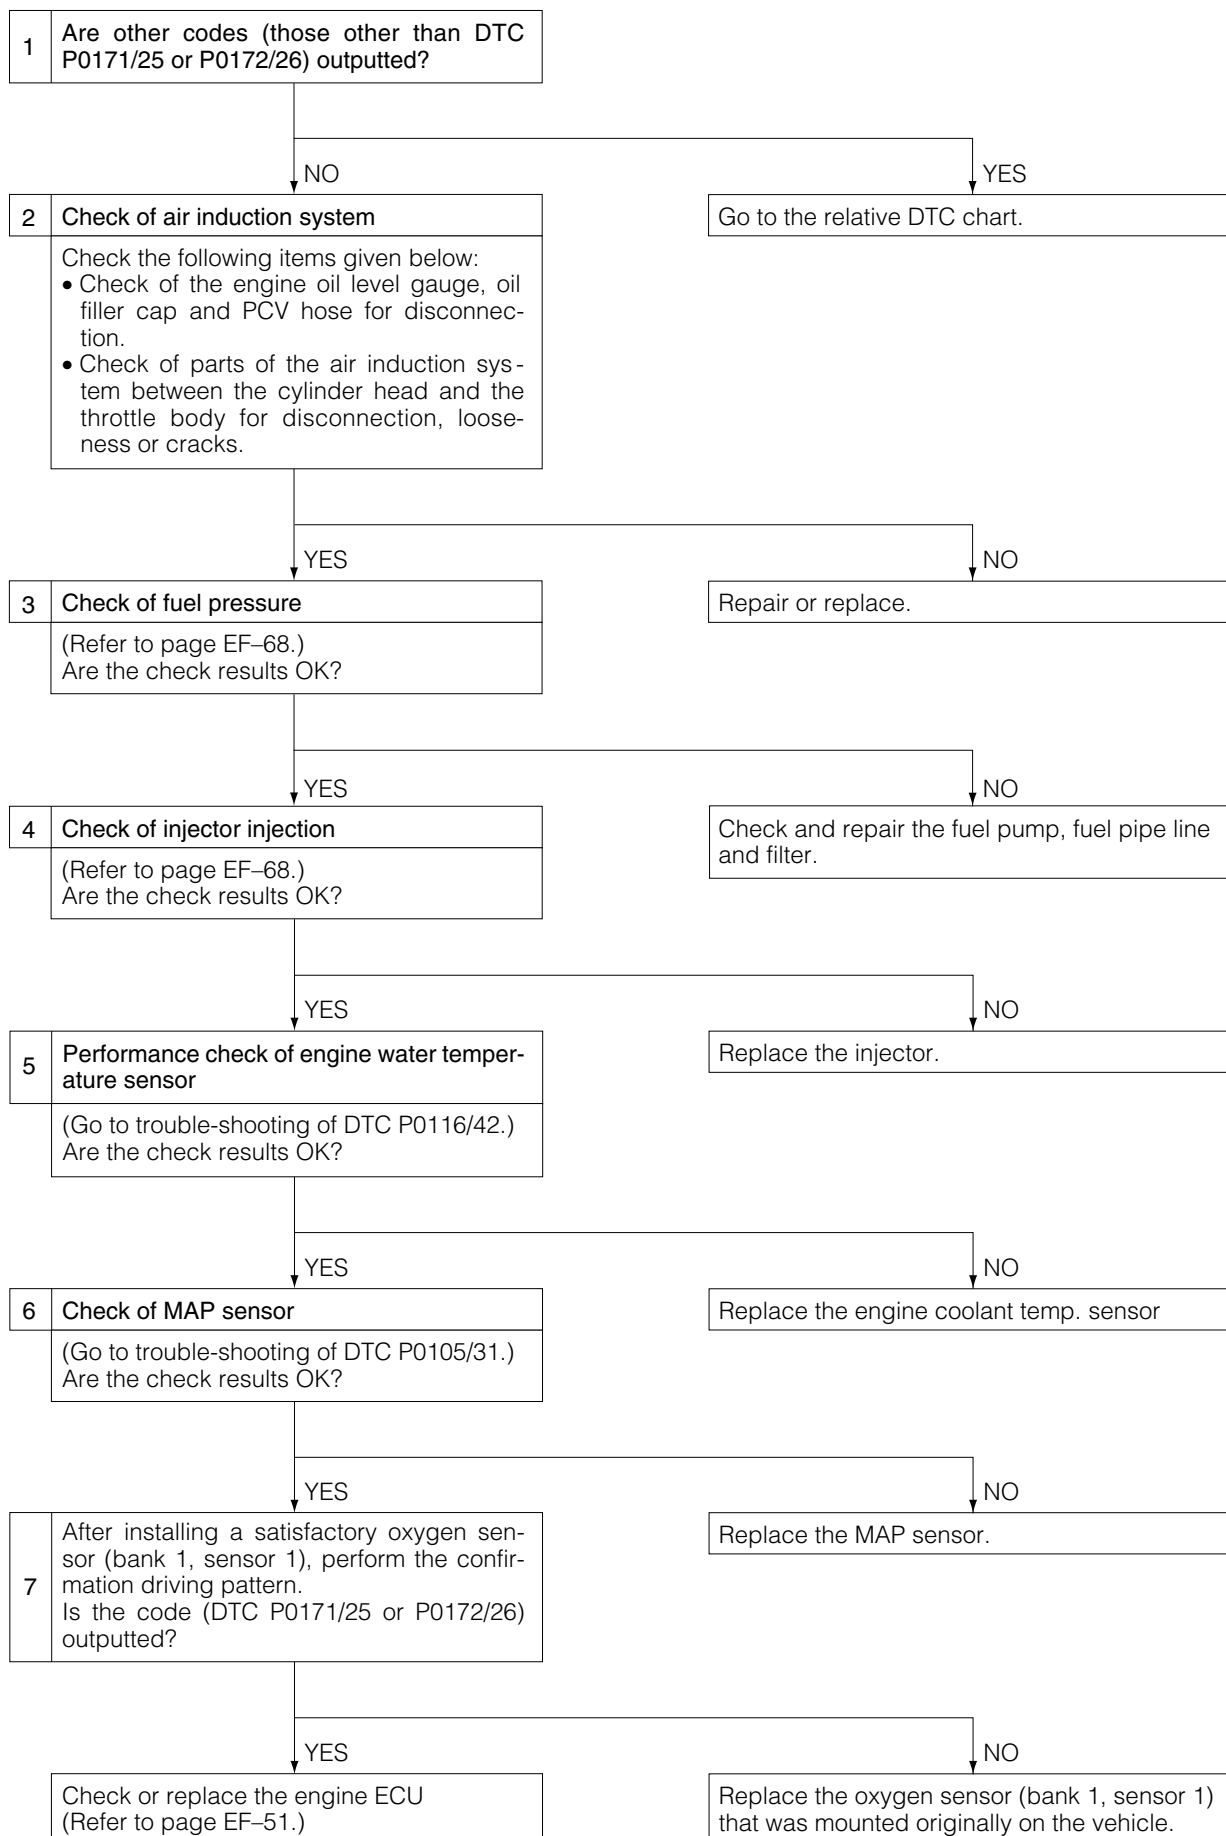 1
Are other codes (those other than DTC
P0171/25 or P0172/26) outputted?
NO
YES
2
Check of air induction system
Go to the relative DTC chart.
Check the following items given below:
• Check of the engine oil level gauge, oil
filler cap and PCV hose for disconnec-
tion.
• Check of parts of the air induction sys-
tem between the cylinder head and the
throttle body for disconnection, loose-
ness or cracks.
YES
NO
3
Check of fuel pressure
Repair or replace.
(Refer to page EF–68.)
Are the check results OK?
YES
NO
4
Check of injector injection
Check and repair the fuel pump, fuel pipe line
and filter.
(Refer to page EF–68.)
Are the check results OK?
YES
NO
5
Performance check of engine water temper-
ature sensor
Replace the injector.
(Go to trouble-shooting of DTC P0116/42.)
Are the check results OK?
YES
NO
6
Check of MAP sensor
Replace the engine coolant temp. sensor
(Go to trouble-shooting of DTC P0105/31.)
Are the check results OK?
YES
NO
7
After installing a satisfactory oxygen sen-
sor (bank 1, sensor 1), perform the confir-
mation driving pattern.
Is the code (DTC P0171/25 or P0172/26)
outputted?
Replace the MAP sensor.
YES
NO
Check or replace the engine ECU
(Refer to page EF–51.)
Replace the oxygen sensor (bank 1, sensor 1)
that was mounted originally on the vehicle.